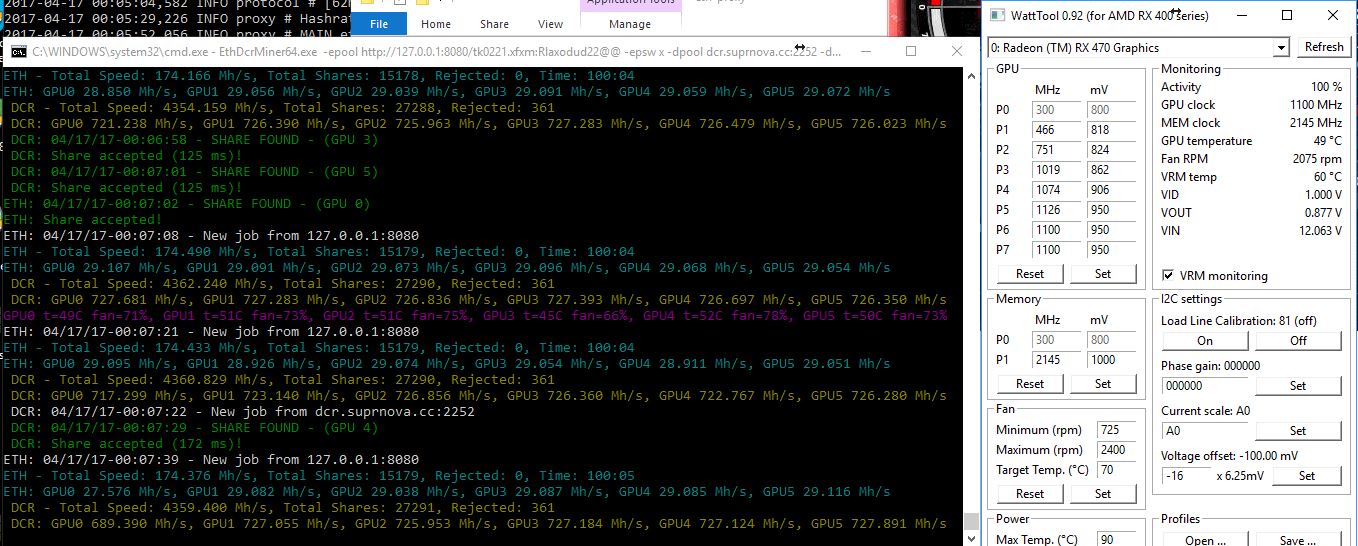 2017-04-17 00:05:04,582 INFO protocol # [62
2017-04-17 00:05:29,226 INFO proxy # Hashrat
File
Home
Share
View
Manage
C:\WINDOWS\system32\cmd.exe - EthDcrMiner64.exe -epool http://127.0.0.1:8080/tk0221.xfxm:Rlaxodud22@@ -epsw x -dpool dcr.suprnova.cc:2252 -d...
ETH - Total Speed: 174.166 Mh/s, Total Shares: 15178, Rejected: 0, Time: 100:04
ETH: GPU0 28.850 Mh/s, GPU1 29.056 Mh/s, GPU2 29.039 Mh/s, GPU3 29.091 Mh/s, GPU4 29.059 Mh/s, GPU5 29.072 Mh/s
DCR - Total Speed: 4354.159 Mh/s, Total Shares: 27288, Rejected: 361
DCR: GPU0 721.238 Mh/s, GPU1 726.390 Mh/s, GPU2 725.963 Mh/s, GPU3 727.283 Mh/s, GPU4 726.479 Mh/s, GPU5 726.023 Mh/s
DCR: 04/17/17-00:06:58 - SHARE FOUND - (GPU 3)
DCR: Share accepted (125 ms)!
DCR: 04/17/17-00:07:01 - SHARE FOUND - (GPU 5)
DCR: Share accepted (125 ms)!
ETH: 04/17/17-00:07:02 - SHARE FOUND - (GPU 0)
ETH: Share accepted!
ETH: 04/17/17-00:07:08 - New job from 127.0.0.1:8080
ETH - Total Speed: 174.490 Mh/s, Total Shares: 15179, Rejected: 0, Time: 100:04
ETH: GPU0 29.107 Mh/s, GPU1 29.091 Mh/s, GPU2 29.073 Mh/s, GPU3 29.096 Mh/s, GPU4 29.068 Mh/s, GPU5 29.054 Mh/s
DCR - Total Speed: 4362.240 Mh/s, Total Shares: 27290, Rejected: 361
DCR: GPU0 727.681 Mh/s, GPU1 727.283 Mh/s, GPU2 726.836 Mh/s, GPU3 727.393 Mh/s, GPU4 726.697 Mh/s, GPU5 726.350 Mh/s
GPU0 t=49C fan=71%, GPU1 t=51C fan=73%, GPU2 t=51C fan=75%, GPU3 t=45C fan=66%, GPU4 t=52C fan=78%, GPU5 t=50C fan=73%
ETH: 04/17/17-00:07:21 - New job from 127.0.0.1:8080
ETH - Total Speed: 174.433 Mh/s, Total Shares: 15179, Rejected: 0, Time: 100:04
ETH: GPU0 29.095 Mh/s, GPU1 28.926 Mh/s, GPU2 29.074 Mh/s, GPU3 29.054 Mh/s, GPU4 28.911 Mh/s, GPU5 29.051 Mh/s
DCR - Total Speed: 4360.829 Mh/s, Total Shares: 27290, Rejected: 361
DCR: GPU0 717.299 Mh/s, GPU1 723.140 Mh/s, GPU2 726.856 Mh/s, GPU3 726.360 Mh/s, GPU4 722.767 Mh/s, GPU5 726.280 Mh/s
DCR: 04/17/17-00:07:22 - New job from dcr.suprnova.cc:2252
DCR: 04/17/17-00:07:29 - SHARE FOUND - (GPU 4)
DCR: Share accepted (172 ms)!
ETH: 04/17/17-00:07:39 - New job from 127.0.0.1:8080
ETH - Total Speed: 174.376 Mh/s, Total Shares: 15179, Rejected: 0, Time: 100:05
ETH: GPU0 27.576 Mh/s, GPU1 29.082 Mh/s, GPU2 29.038 Mh/s, GPU3 29.087 Mh/s, GPU4 29.085 Mh/s, GPU5 29.116 Mh/s
DCR - Total Speed: 4359.400 Mh/s, Total Shares: 27291, Rejected: 361
DCR: GPU0 689.390 Mh/s, GPU1 727.055 Mh/s, GPU2 725.953 Mh/s, GPU3 727.184 Mh/s, GPU4 727.124 Mh/s, GPU5 727.891 Mh/s
WattTool 0.92 (for AMD RX 400 series)
0: Radeon (TM) RX 470 Graphics
Refresh
GPU
MHz mV
P0 300 800
P1 466 818
P2 751 824
P3 1019 862
P4 1074 906
P5 1126 950
P6 1100 950
P7 1100 950
Reset Set
Memory
MHz mV
P0 300 800
P1 2145 1000
Reset Set
Fan
Minimum (rpm) 725
Maximum (rpm) 2400
Target Temp. (°C) 70
Reset Set
Power
Max Temp. (°C) 90
Monitoring
Activity 100 %
GPU clock 1100 MHz
MEM clock 2145 MHz
GPU temperature 49 °C
Fan RPM 2075 rpm
VRM temp 60 °C
VID 1.000 V
VOUT 0.877 V
VIN 12.063 V
VRM monitoring
I2C settings
Load Line Calibration: 81 (off)
On Off
Phase gain: 000000
000000 Set
Current scale: A0
A0 Set
Voltage offset: -100.00 mV
-16 x 6.25mV Set
Profiles
Open ... Save ...